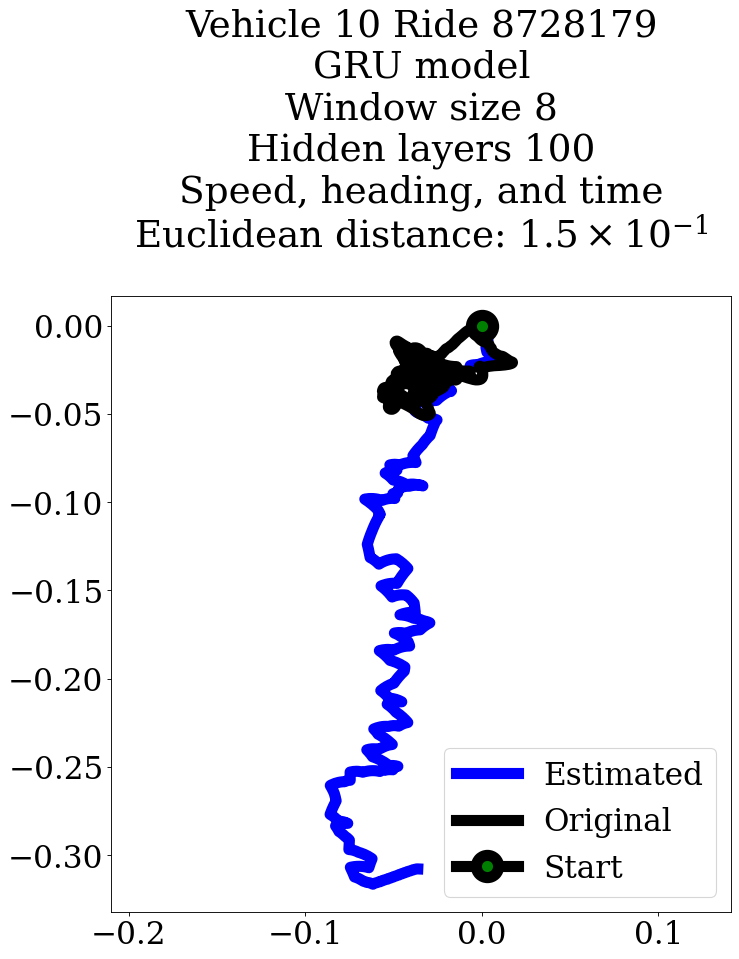 Vehicle 10 Ride 8728179
GRU model
Window size 8
Hidden layers 100
Speed, heading, and time
Euclidean distance: 1.5 × 10⁻¹
0.00
−0.05
−0.10
−0.15
−0.20
−0.25
−0.30
Estimated
Original
Start
−0.2
−0.1
0.0
0.1